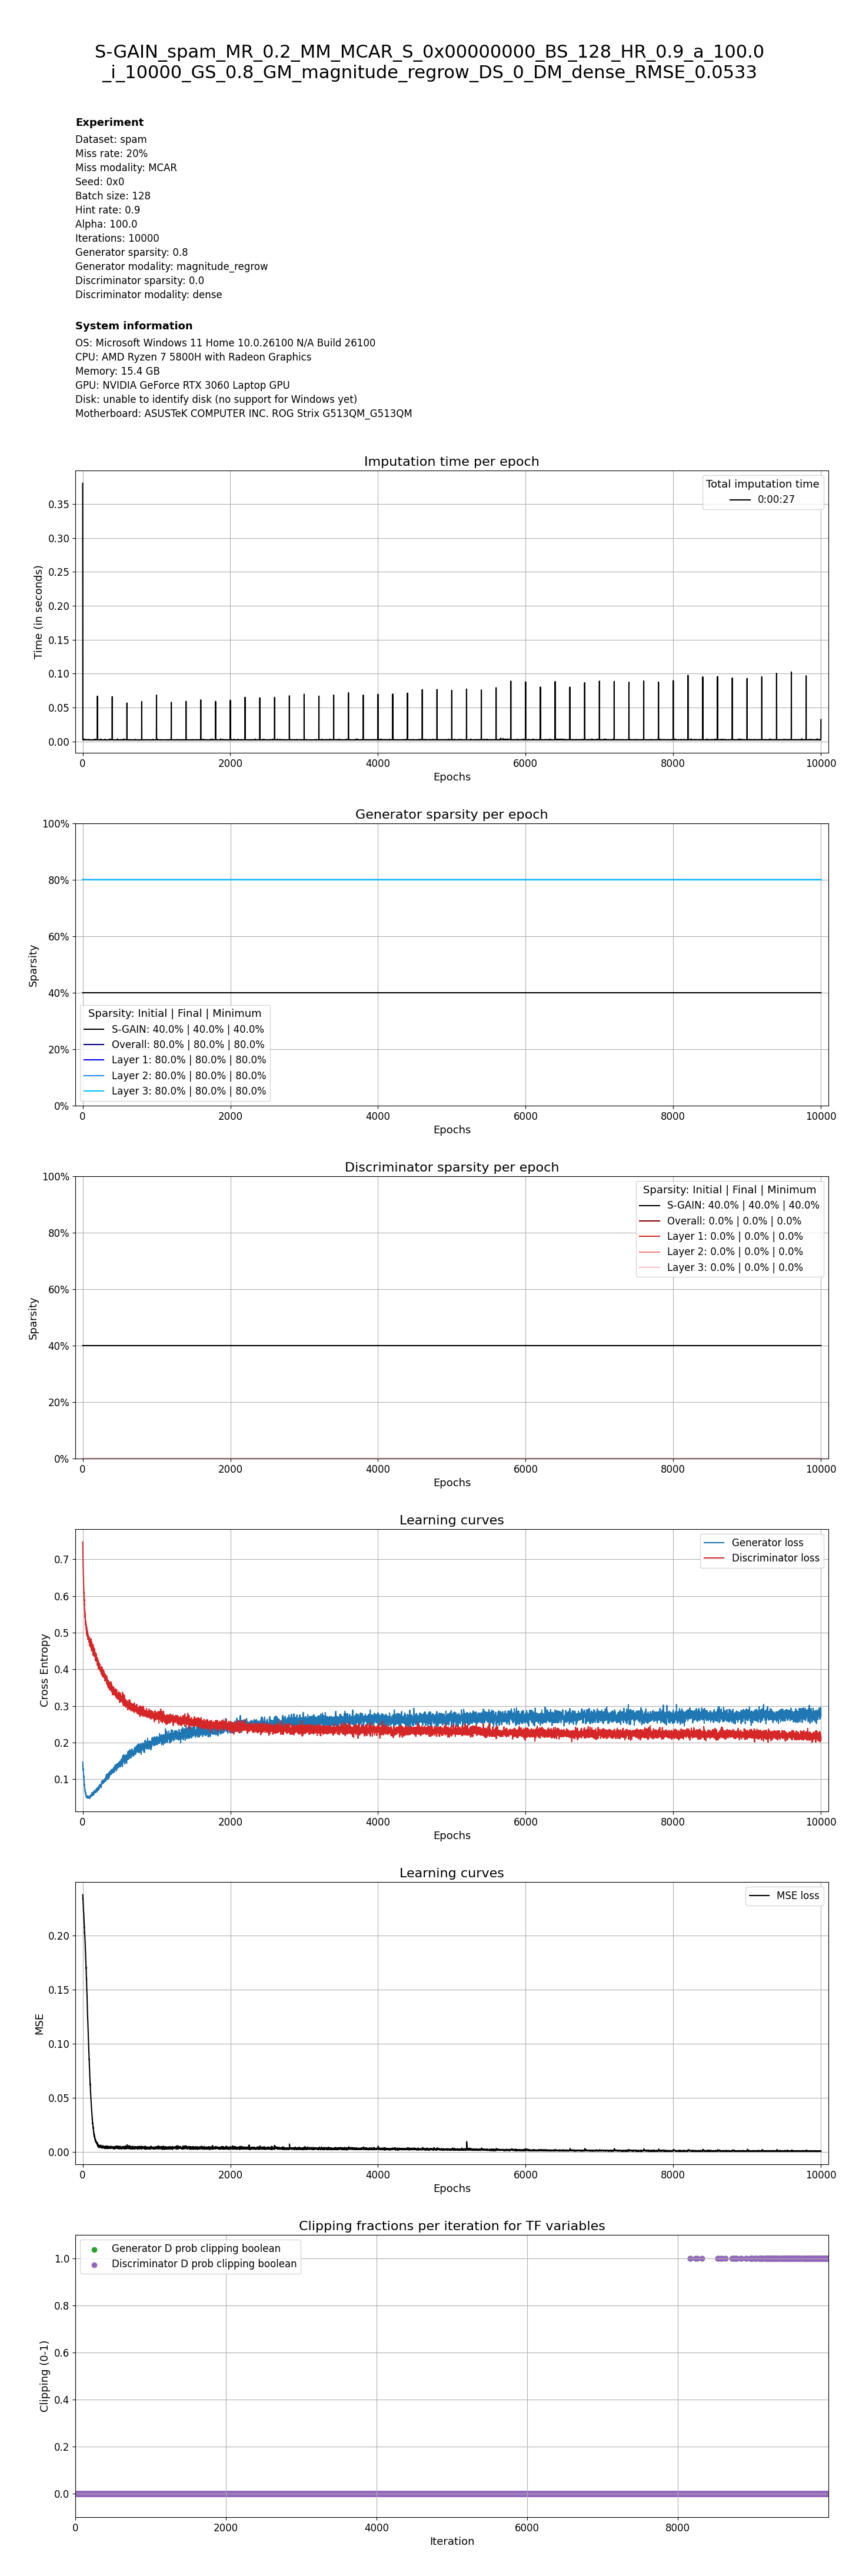 S-GAIN_spam_MR_0.2_MM_MCAR_S_0x00000000_BS_128_HR_0.9_a_100.0
_i_10000_GS_0.8_GM_magnitude_regrow_DS_0_DM_dense_RMSE_0.0533
Experiment
Dataset: spam
Miss rate: 20%
Miss modality: MCAR
Seed: 0x0
Batch size: 128
Hint rate: 0.9
Alpha: 100.0
Iterations: 10000
Generator sparsity: 0.8
Generator modality: magnitude_regrow
Discriminator sparsity: 0.0
Discriminator modality: dense
System information
OS: Microsoft Windows 11 Home 10.0.26100 N/A Build 26100
CPU: AMD Ryzen 7 5800H with Radeon Graphics
Memory: 15.4 GB
GPU: NVIDIA GeForce RTX 3060 Laptop GPU
Disk: unable to identify disk (no support for Windows yet)
Motherboard: ASUSTeK COMPUTER INC. ROG Strix G513QM_G513QM
Imputation time per epoch
Time (in seconds)
0.35
0.30
0.25
0.20
0.15
0.10
0.05
0.00
Total imputation time
0:00:27
0 2000 4000 6000 8000 10000
Epochs
Generator sparsity per epoch
Sparsity
100%
80%
60%
40%
20%
0%
Sparsity: Initial | Final | Minimum
S-GAIN: 40.0% | 40.0% | 40.0%
Overall: 80.0% | 80.0% | 80.0%
Layer 1: 80.0% | 80.0% | 80.0%
Layer 2: 80.0% | 80.0% | 80.0%
Layer 3: 80.0% | 80.0% | 80.0%
0 2000 4000 6000 8000 10000
Epochs
Discriminator sparsity per epoch
Sparsity
100%
80%
60%
40%
20%
0%
Sparsity: Initial | Final | Minimum
S-GAIN: 40.0% | 40.0% | 40.0%
Overall: 0.0% | 0.0% | 0.0%
Layer 1: 0.0% | 0.0% | 0.0%
Layer 2: 0.0% | 0.0% | 0.0%
Layer 3: 0.0% | 0.0% | 0.0%
0 2000 4000 6000 8000 10000
Epochs
Learning curves
Cross Entropy
0.7
0.6
0.5
0.4
0.3
0.2
0.1
Generator loss
Discriminator loss
0 2000 4000 6000 8000 10000
Epochs
Learning curves
MSE
0.20
0.15
0.10
0.05
0.00
MSE loss
0 2000 4000 6000 8000 10000
Epochs
Clipping fractions per iteration for TF variables
Clipping (0-1)
1.0
0.8
0.6
0.4
0.2
0.0
Generator D prob clipping boolean
Discriminator D prob clipping boolean
0 2000 4000 6000 8000
Iteration